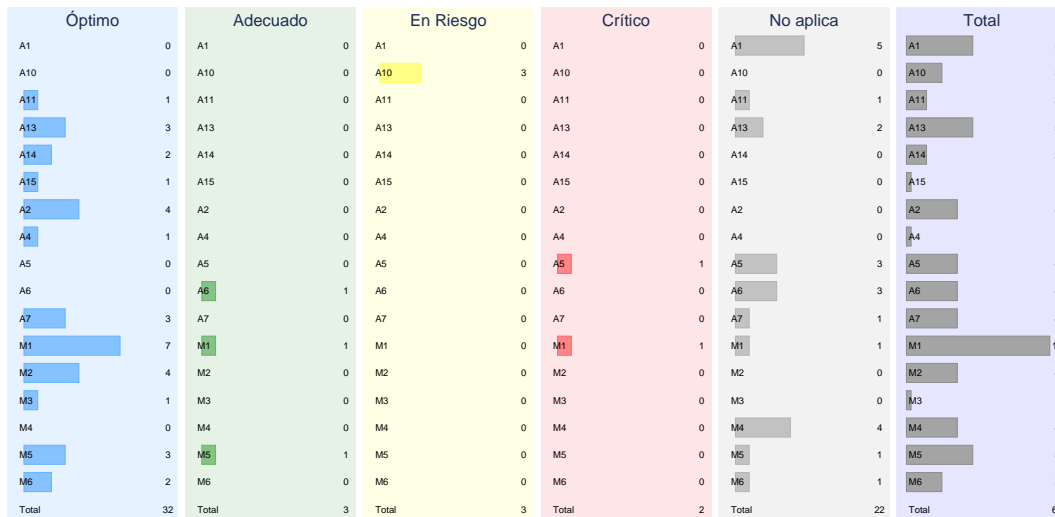 Óptimo Adecuado En Riesgo Crítico No aplica Total
A1 0 A1 0 A1 0 A1 0 A1 5 A1
A10 0 A10 0 A10 3 A10 0 A10 0 A10
A11 1 A11 0 A11 0 A11 0 A11 1 A11
A13 3 A13 0 A13 0 A13 0 A13 2 A13
A14 2 A14 0 A14 0 A14 0 A14 0 A14
A15 1 A15 0 A15 0 A15 0 A15 0 A15
A2 4 A2 0 A2 0 A2 0 A2 0 A2
A4 1 A4 0 A4 0 A4 0 A4 0 A4
A5 0 A5 0 A5 0 A5 1 A5 3 A5
A6 0 A6 1 A6 0 A6 0 A6 3 A6
A7 3 A7 0 A7 0 A7 0 A7 1 A7
M1 7 M1 1 M1 0 M1 1 M1 1 M1
M2 4 M2 0 M2 0 M2 0 M2 0 M2
M3 1 M3 0 M3 0 M3 0 M3 0 M3
M4 0 M4 0 M4 0 M4 0 M4 4 M4
M5 3 M5 1 M5 0 M5 0 M5 1 M5
M6 2 M6 0 M6 0 M6 0 M6 1 M6
Total 32 Total 3 Total 3 Total 2 Total 22 Total